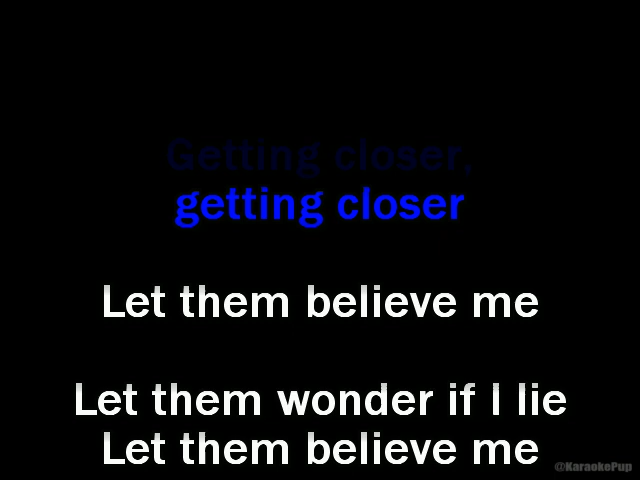 Getting closer,
getting closer
Let them believe me
Let them wonder if I lie
Let them believe me
@KaraokePup